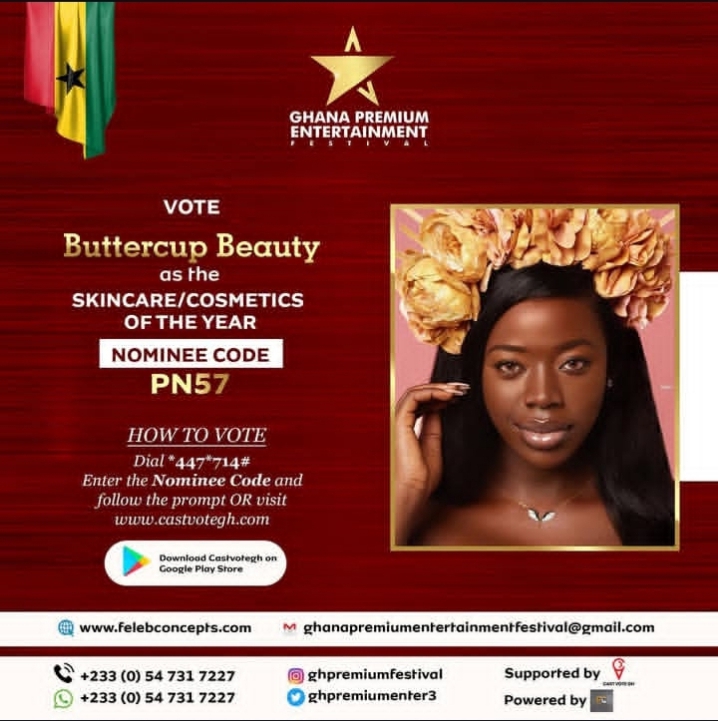 GHANA PREMIUM
ENTERTAINMENT
FESTIVAL
VOTE
Buttercup Beauty
as the
SKINCARE/COSMETICS
OF THE YEAR
NOMINEE CODE
PN57
HOW TO VOTE
Dial *447*714#
Enter the Nominee Code and
follow the prompt OR visit
www.castvotegh.com
Download Castvotegh on
Google Play Store
www.felebconcepts.com
ghanapremiumentertainmentfestival@gmail.com
+233 (0) 54 731 7227
+233 (0) 54 731 7227
ghpremiumfestival
ghpremiumenter3
Supported by
CAST VOTE GH
Powered by